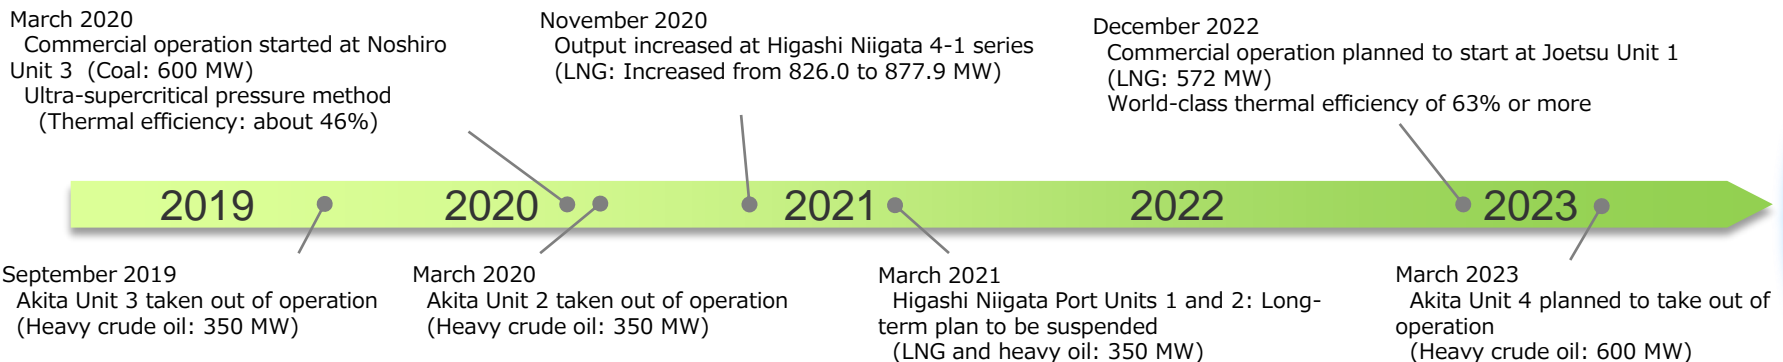 March 2020
Commercial operation started at Noshiro
Unit 3 (Coal: 600 MW)
Ultra-supercritical pressure method
(Thermal efficiency: about 46%)
November 2020
Output increased at Higashi Niigata 4-1 series
(LNG: Increased from 826.0 to 877.9 MW)
December 2022
Commercial operation planned to start at Joetsu Unit 1
(LNG: 572 MW)
World-class thermal efficiency of 63% or more
2019
2020
2021
2022
2023
September 2019
Akita Unit 3 taken out of operation
(Heavy crude oil: 350 MW)
March 2020
Akita Unit 2 taken out of operation
(Heavy crude oil: 350 MW)
March 2021
Higashi Niigata Port Units 1 and 2: Long-
term plan to be suspended
(LNG and heavy oil: 350 MW)
March 2023
Akita Unit 4 planned to take out of
operation
(Heavy crude oil: 600 MW)